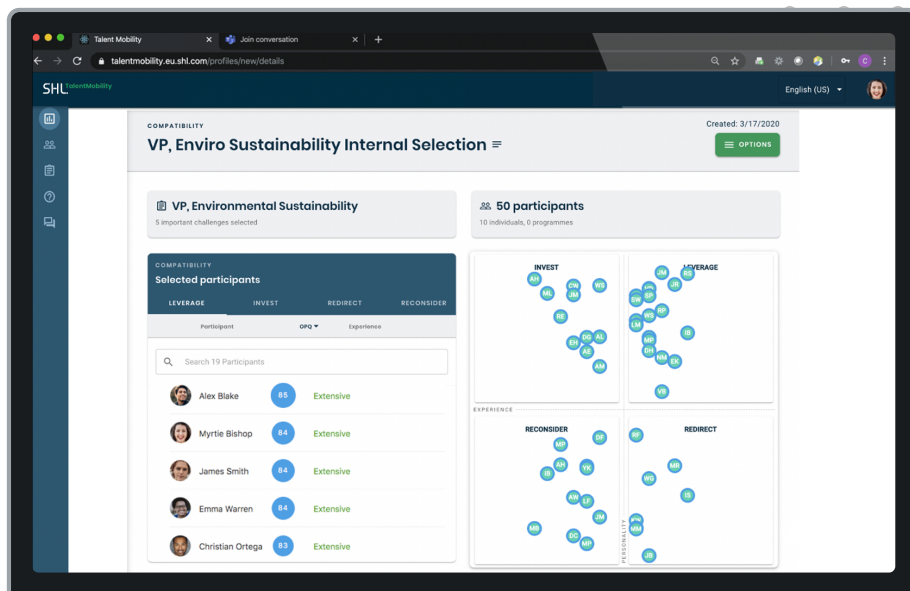 Talent Mobility
Join conversation
talentmobility.eu.shl.com/profiles/new/details
C
SHL TalentMobility
English (US)
COMPATIBILITY
VP, Enviro Sustainability Internal Selection
Created: 3/17/2020
OPTIONS
VP, Environmental Sustainability
5 important challenges selected
50 participants
10 individuals, 0 programmes
COMPATIBILITY
Selected participants
LEVERAGE INVEST REDIRECT RECONSIDER
Participant OPQ Experience
Search 19 Participants
Alex Blake 85 Extensive
Myrtie Bishop 84 Extensive
James Smith 84 Extensive
Emma Warren 84 Extensive
Christian Ortega 83 Extensive
INVEST
AH
CW WS
ML JM
RE
DG AL
EH
AE
AM
LEVERAGE
JM RS
JR
SP
SW
RP
WS
LM
IB
MP
DH
NM EK
VB
EXPERIENCE
RECONSIDER
DF
MP
AH YK
IB
AW LF
JM
MB
DC
MP
REDIRECT
RF
MR
WG
IS
MM
JB
PERSONALITY